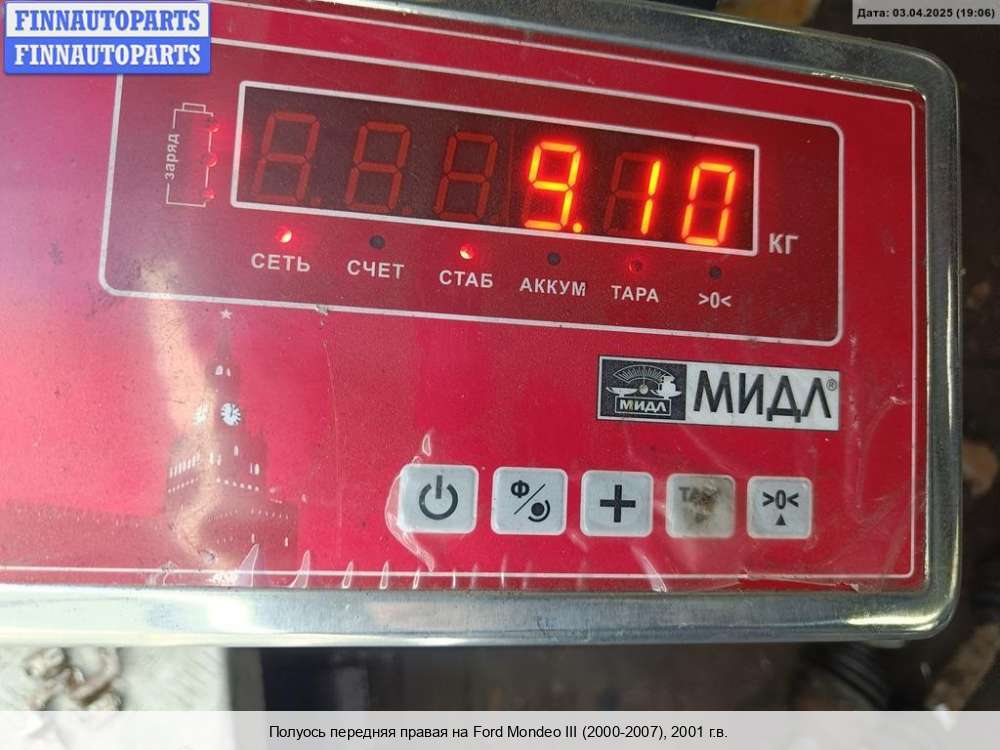 FINNAUTOPARTS
FINNAUTOPARTS
Дата: 03.04.2025 (19:06)
заряд
9.10
КГ
СЕТЬ СЧЕТ СТАБ АККУМ ТАРА >0<
МИДЛ МИДЛ®
Ф
>0<
Полуось передняя правая на Ford Mondeo III (2000-2007), 2001 г.в.